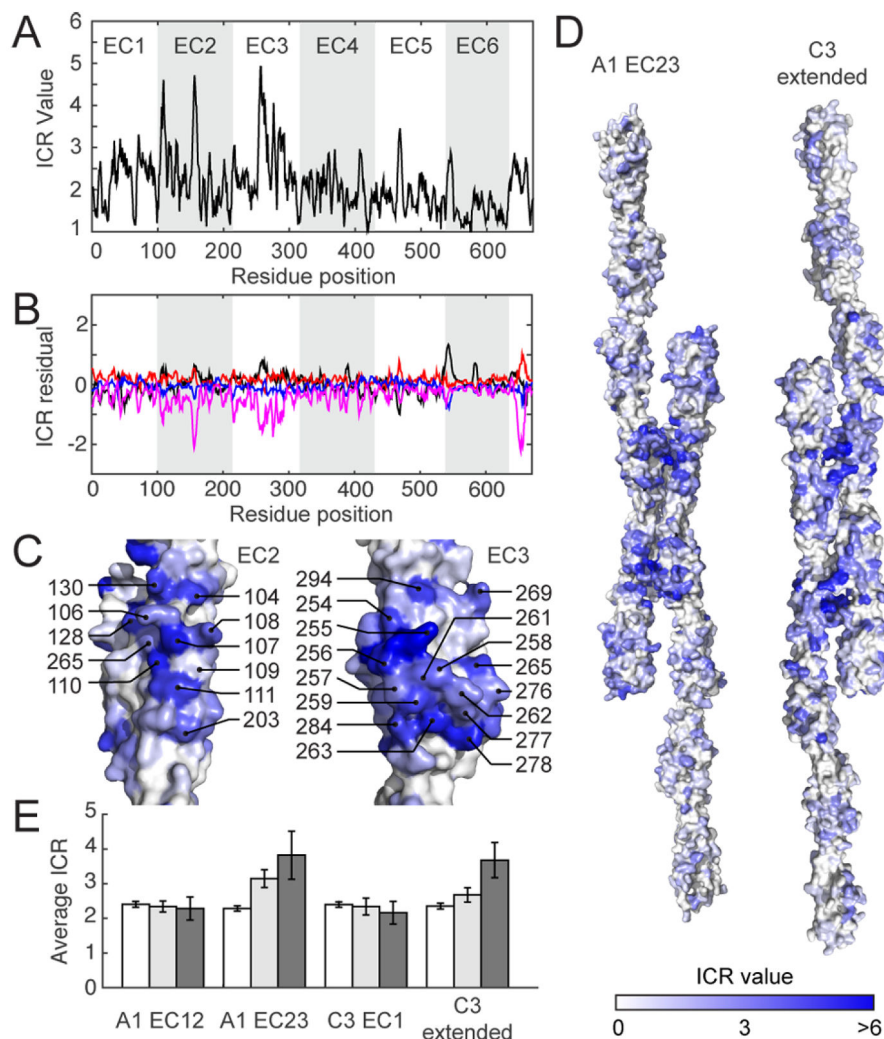 A
6
5
4
3
2
1
ICR Value
EC1 EC2 EC3 EC4 EC5 EC6
0 100 200 300 400 500 600
Residue position
B
2
0
-2
ICR residual
0 100 200 300 400 500 600
Residue position
C
EC2
130
106
128
265
110
104
108
107
109
111
203
EC3
294
254
255
256
257
259
284
263
269
261
258
265
276
262
277
278
D
A1 EC23
C3
extended
ICR value
0 3 >6
E
5
4
3
2
1
0
Average ICR
A1 EC12 A1 EC23 C3 EC1 C3
extended